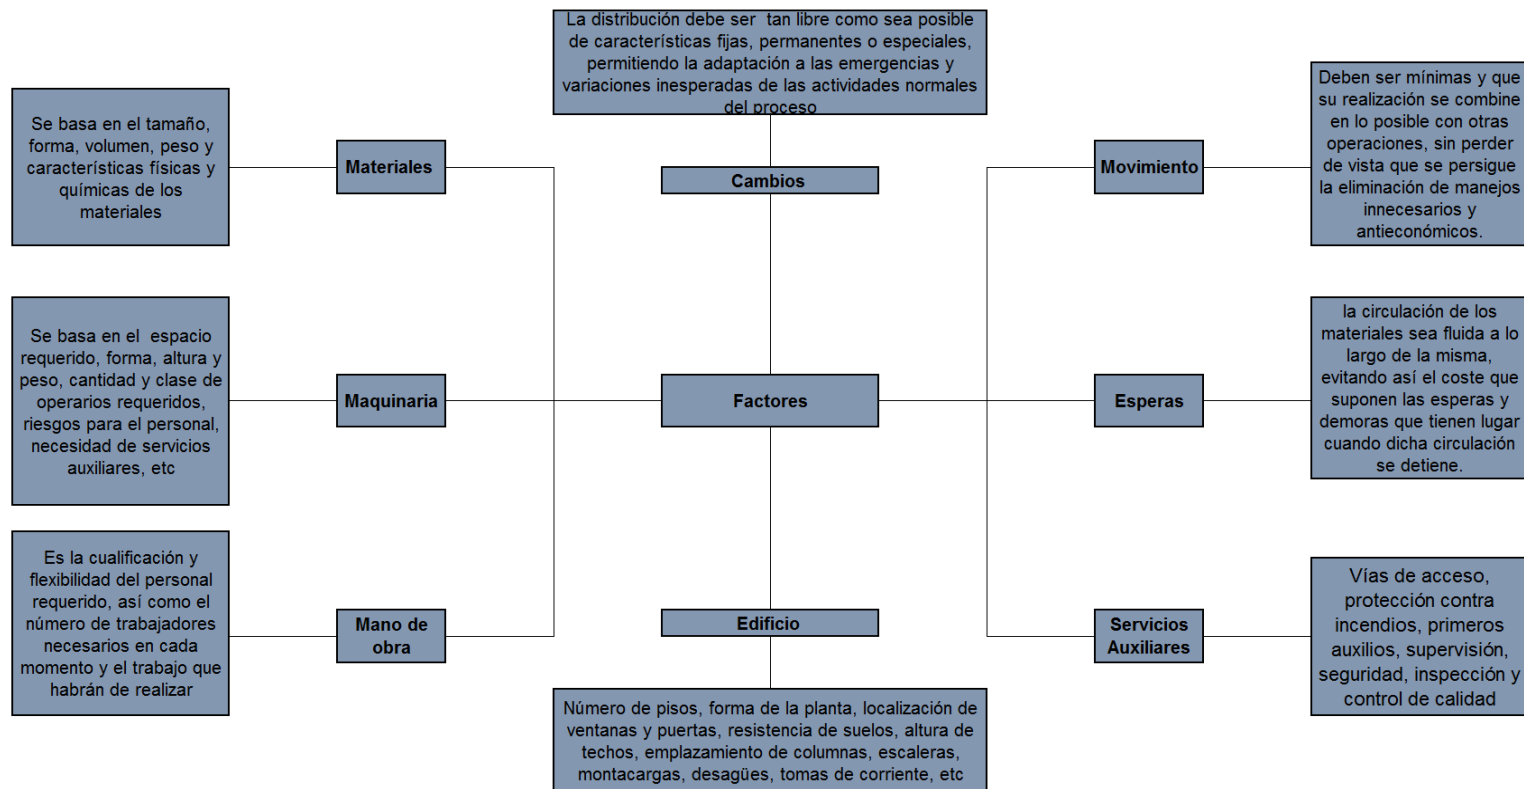 La distribución debe ser tan libre como sea posible
de características fijas, permanentes o especiales,
permitiendo la adaptación a las emergencias y
variaciones inesperadas de las actividades normales
del proceso
Se basa en el tamaño,
forma, volumen, peso y
características físicas y
químicas de los
materiales
Materiales
Cambios
Movimiento
Deben ser mínimas y que
su realización se combine
en lo posible con otras
operaciones, sin perder
de vista que se persigue
la eliminación de manejos
innecesarios y
antieconómicos.
Se basa en el espacio
requerido, forma, altura y
peso, cantidad y clase de
operarios requeridos,
riesgos para el personal,
necesidad de servicios
auxiliares, etc
Maquinaria
Factores
Esperas
la circulación de los
materiales sea fluida a lo
largo de la misma,
evitando así el coste que
suponen las esperas y
demoras que tienen lugar
cuando dicha circulación
se detiene.
Es la cualificación y
flexibilidad del personal
requerido, así como el
número de trabajadores
necesarios en cada
momento y el trabajo que
habrán de realizar
Mano de
obra
Edificio
Servicios
Auxiliares
Vías de acceso,
protección contra
incendios, primeros
auxilios, supervisión,
seguridad, inspección y
control de calidad
Número de pisos, forma de la planta, localización de
ventanas y puertas, resistencia de suelos, altura de
techos, emplazamiento de columnas, escaleras,
montacargas, desagües, tomas de corriente, etc